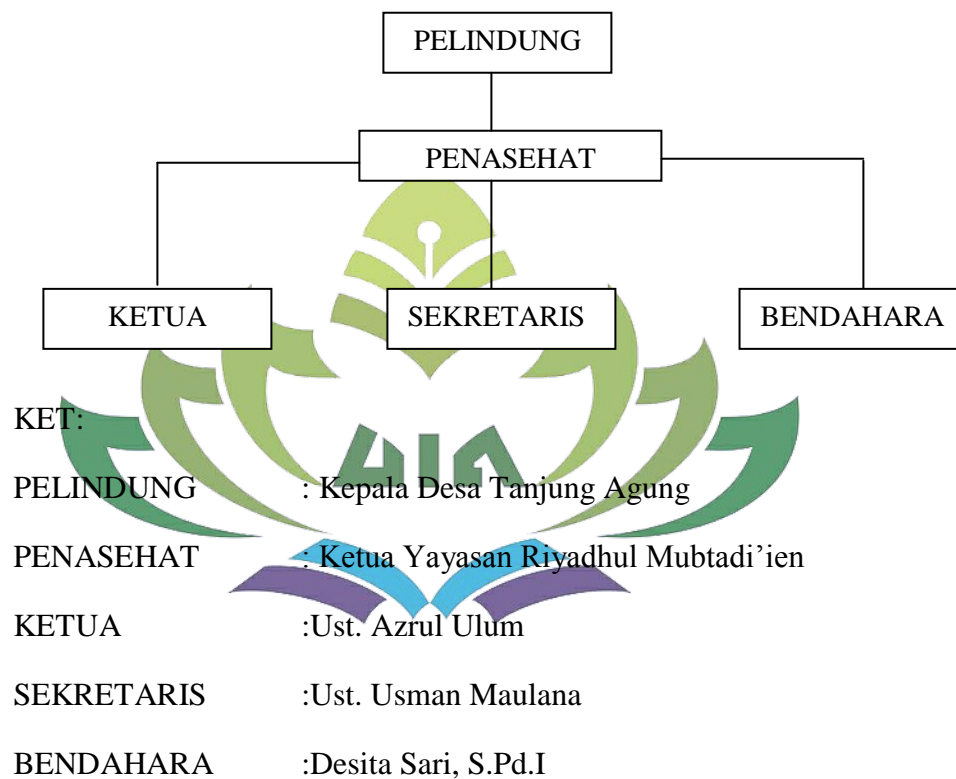 PELINDUNG
PENASEHAT
KETUA SEKRETARIS BENDAHARA
UIN
KET:
PELINDUNG : Kepala Desa Tanjung Agung
PENASEHAT : Ketua Yayasan Riyadhul Mubtadi’ien
KETUA :Ust. Azrul Ulum
SEKRETARIS :Ust. Usman Maulana
BENDAHARA :Desita Sari, S.Pd.I